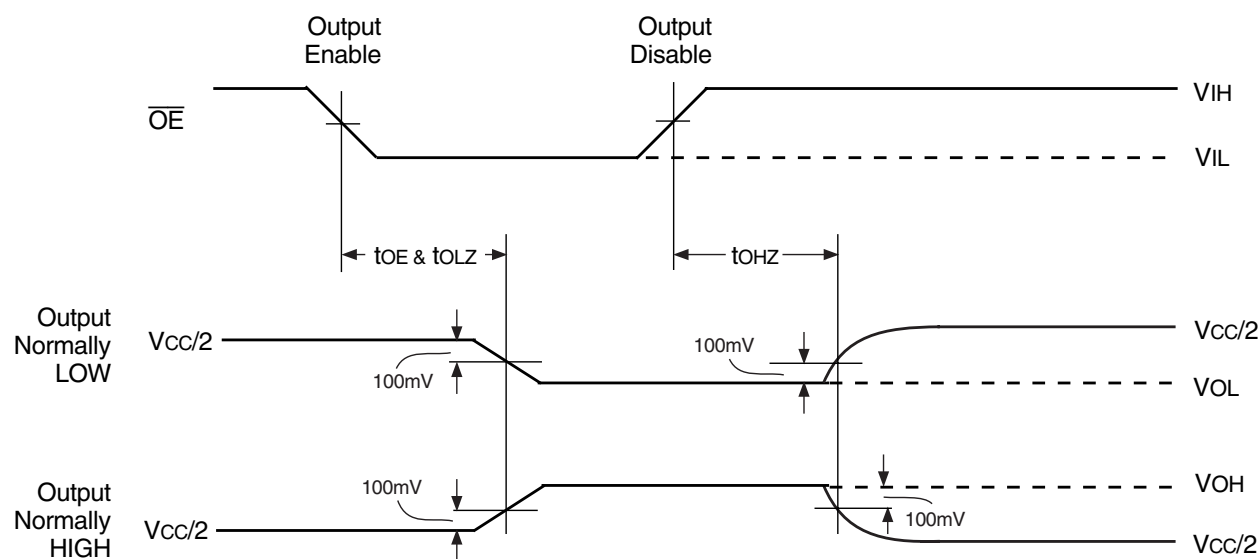 Output
Enable
Output
Disable
OE
VIH
VIL
tOE & tOLZ
tOHZ
Output
Normally
LOW
VCC/2
100mV
100mV
VCC/2
VOL
Output
Normally
HIGH
VCC/2
100mV
VOH
100mV
VCC/2